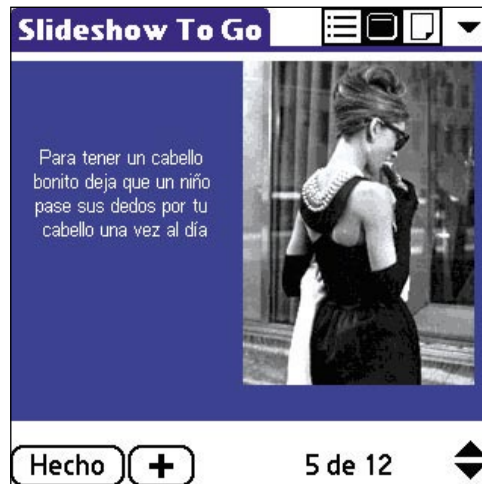 Slideshow To Go
Para tener un cabello
bonito deja que un niño
pase sus dedos por tu
cabello una vez al día
Hecho
5 de 12